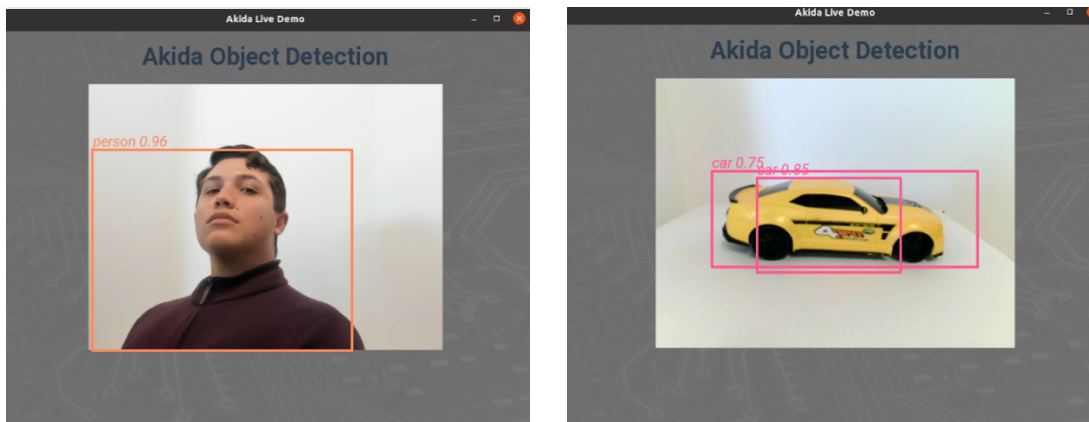 Akida Live Demo
Akida Object Detection
person 0.96
Akida Live Demo
Akida Object Detection
car 0.75
car 0.85
4